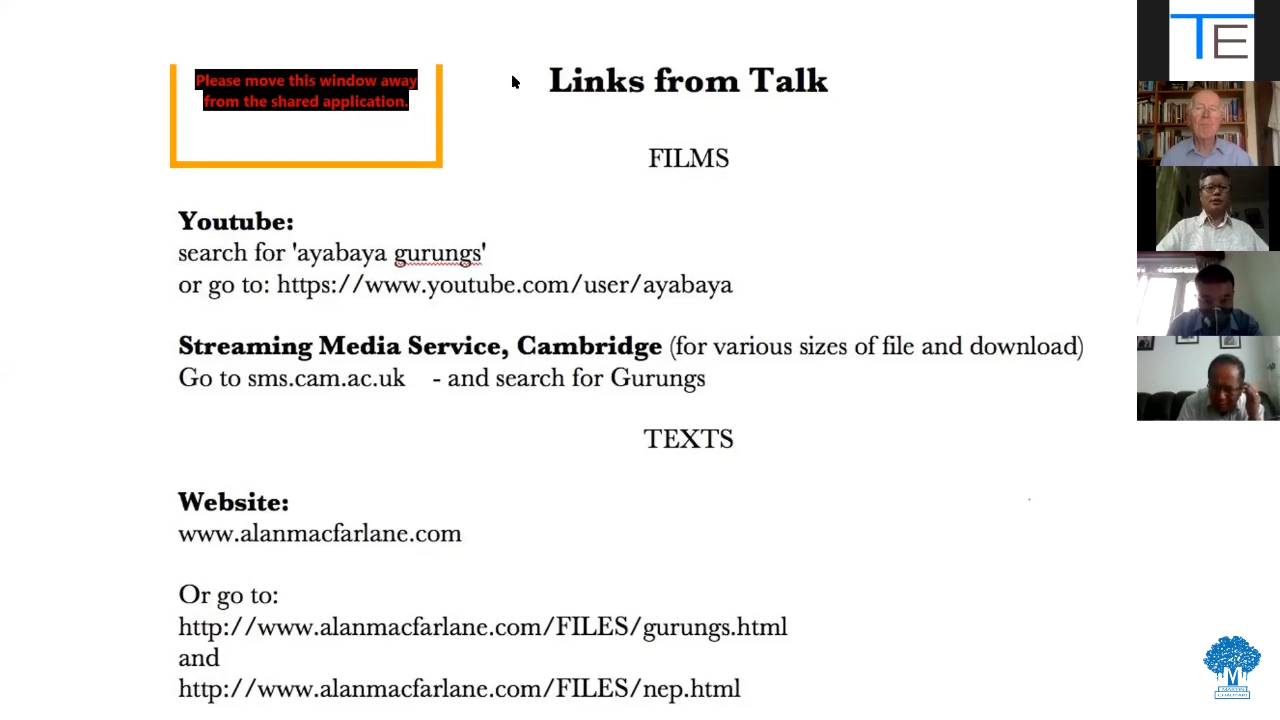 Please move this window away
from the shared application.
Links from Talk
FILMS
Youtube:
search for 'ayabaya gurungs'
or go to: https://www.youtube.com/user/ayabaya
Streaming Media Service, Cambridge (for various sizes of file and download)
Go to sms.cam.ac.uk - and search for Gurungs
TEXTS
Website:
www.alanmacfarlane.com
Or go to:
http://www.alanmacfarlane.com/FILES/gurungs.html
and
http://www.alanmacfarlane.com/FILES/nep.html
TE
M
MARTIN
CHAUTARI